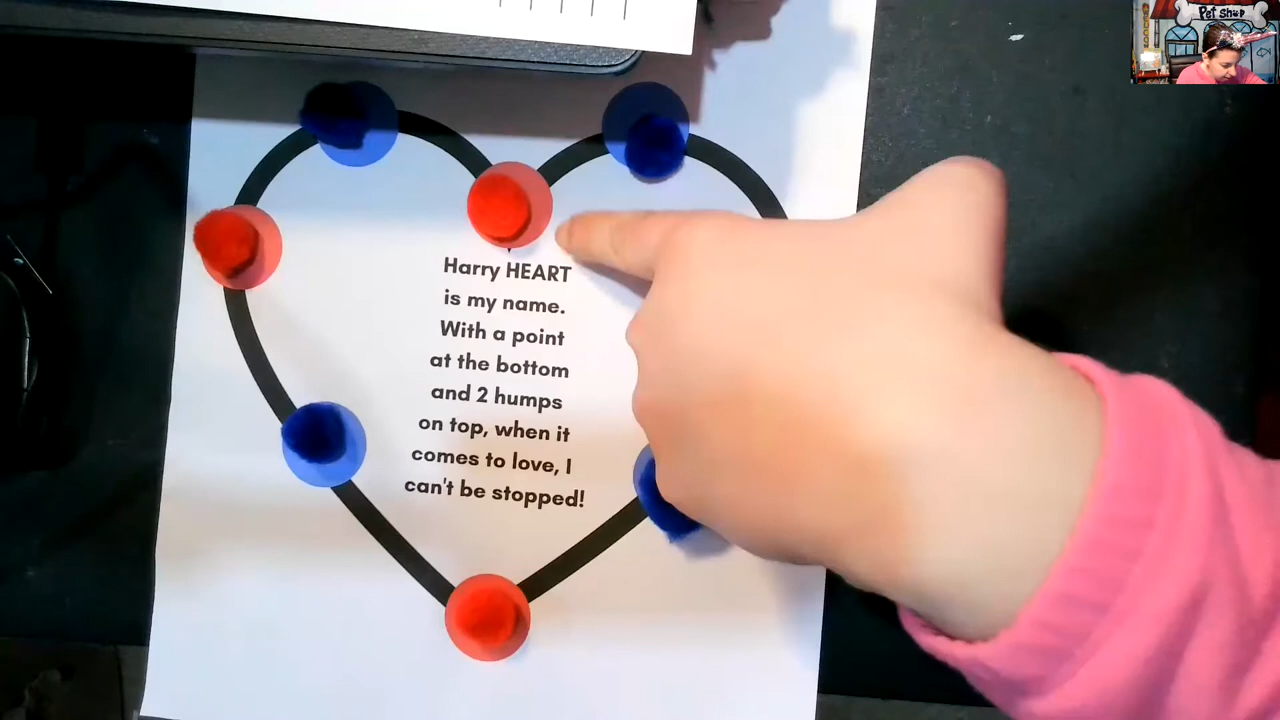 Pet Shop
Harry HEART
is my name.
With a point
at the bottom
and 2 humps
on top, when it
comes to love, I
can't be stopped!